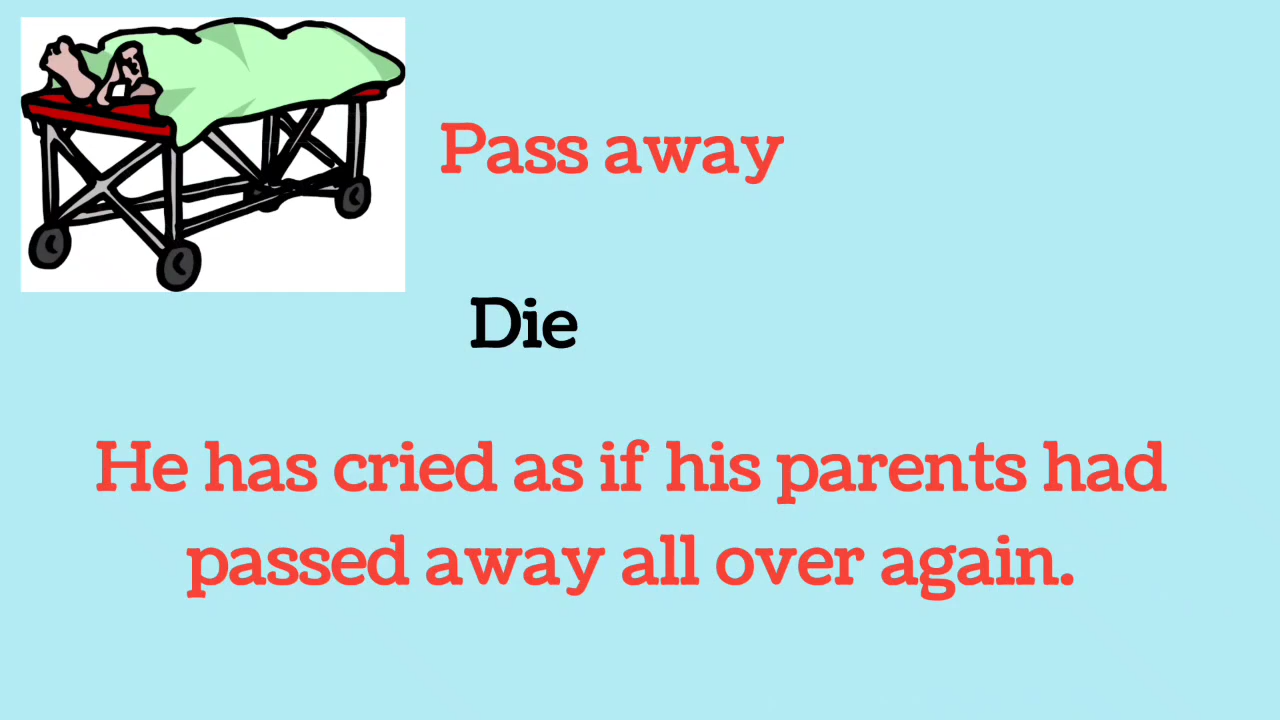 Pass away
Die
He has cried as if his parents had
passed away all over again.